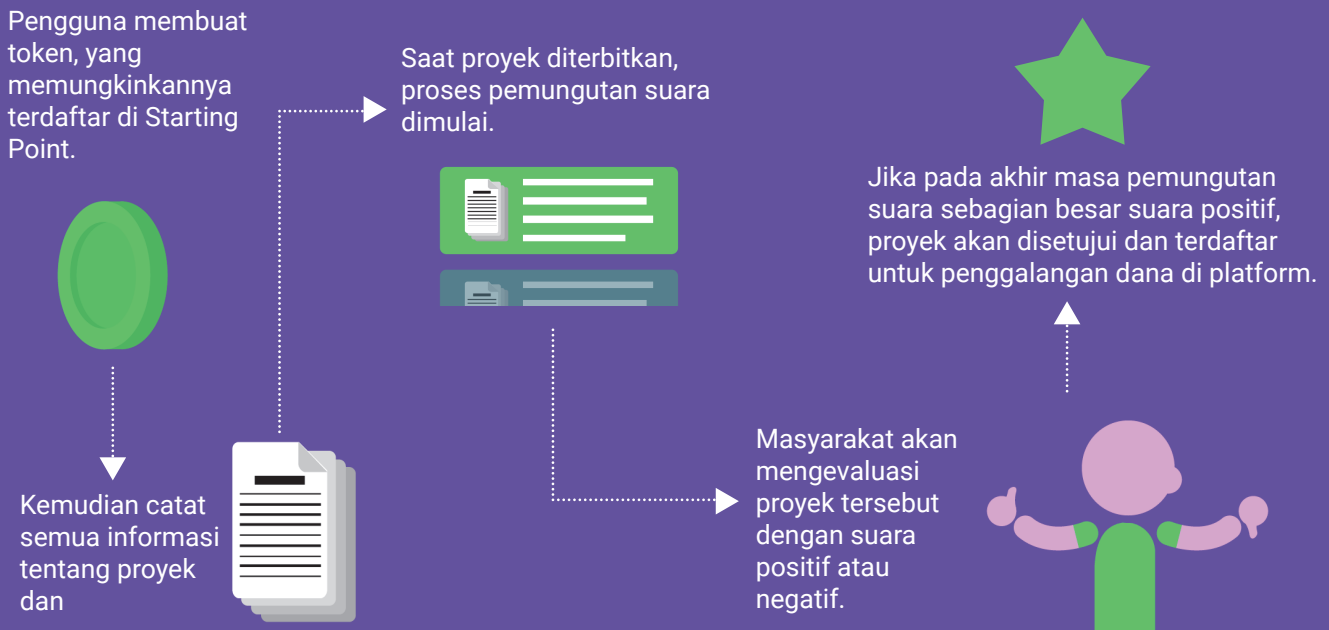 Pengguna membuat
token, yang
memungkinkannya
terdaftar di Starting
Point.
Kemudian catat
semua informasi
tentang proyek
dan
Saat proyek diterbitkan,
proses pemungutan suara
dimulai.
Masyarakat akan
mengevaluasi
proyek tersebut
dengan suara
positif atau
negatif.
Jika pada akhir masa pemungutan
suara sebagian besar suara positif,
proyek akan disetujui dan terdaftar
untuk penggalangan dana di platform.